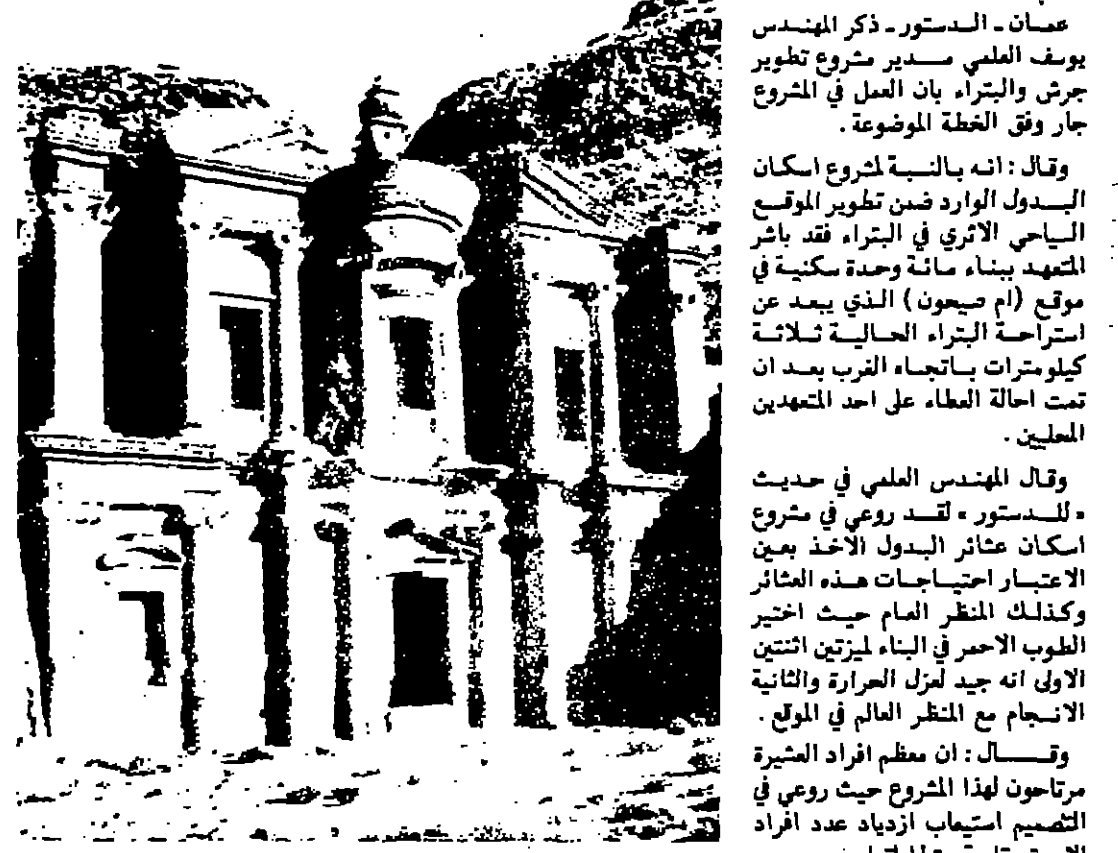 عمان ـ الدستور ـ ذكر المهندس
يوسف العلمي مدير مشروع تطوير
جرش والبتراء بان العمل في المشروع
جار وفق الخطة الموضوعة .
وقال : انه بالنسبة لمشروع اسكان
البدول الوارد ضمن تطوير الموقع
السياحي الاثري في البتراء فقد باشر
المتعهد ببناء مائة وحدة سكنية في
موقع (ام صيحون) الذي يبعد عن
استراحة البتراء الحالية ثلاثة
كيلومترات باتجاه الغرب بعد ان
تمت احالة العطاء على احد المتعهدين
المحليين .
وقال المهندس العلمي في حديث
« للدستور » لقد روعي في مشروع
اسكان عشائر البدول الاخذ بعين
الاعتبار احتياجات هذه العشائر
وكذلك المنظر العام حيث اختير
الطوب الاحمر في البناء لميزتين اثنتين
الاولى انه جيد لعزل الحرارة والثانية
الانسجام مع المنظر العالم في الموقع .
وقال : ان معظم افراد العشيرة
مرتاحون لهذا المشروع حيث روعي في
التصميم استيعاب ازدياد عدد افراد